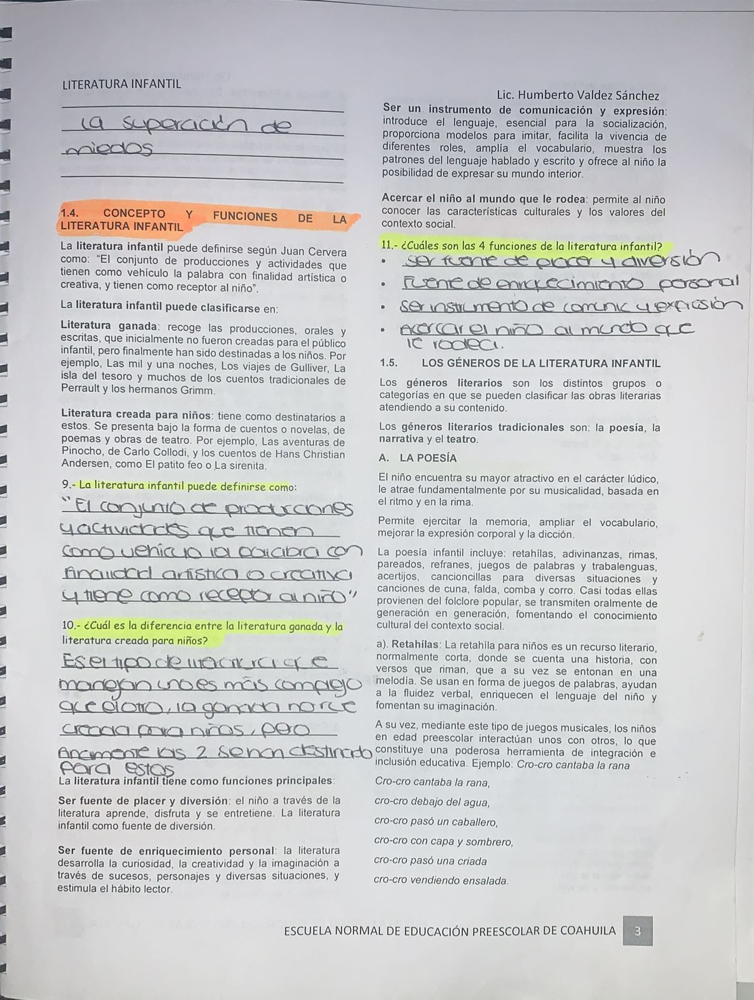 LITERATURA INFANTIL
La superación de
miedos
1.4. CONCEPTO Y FUNCIONES DE LA
LITERATURA INFANTIL
La literatura infantil puede definirse según Juan Cervera
como: "El conjunto de producciones y actividades que
tienen como vehículo la palabra con finalidad artística o
creativa, y tienen como receptor al niño".
La literatura infantil puede clasificarse en:
Literatura ganada: recoge las producciones, orales y
escritas, que inicialmente no fueron creadas para el público
infantil, pero finalmente han sido destinadas a los niños. Por
ejemplo, Las mil y una noches, Los viajes de Gulliver, La
isla del tesoro y muchos de los cuentos tradicionales de
Perrault y los hermanos Grimm.
Literatura creada para niños: tiene como destinatarios a
estos. Se presenta bajo la forma de cuentos o novelas, de
poemas y obras de teatro. Por ejemplo, Las aventuras de
Pinocho, de Carlo Collodi, y los cuentos de Hans Christian
Andersen, como El patito feo o La sirenita.
9.- La literatura infantil puede definirse como:
"El conjunto de producciones
y actividades que tienen
como vehiculo la palabra con
finalidad artística o creativa
y tiene como receptor al niño"
10.- ¿Cuál es la diferencia entre la literatura ganada y la
literatura creada para niños?
Es el tipo de literatura que
manejan uno es más complejo
que el otro, la ganada no fue
creada para niños, pero
las 2 seran destinado
para estos
La literatura infantil tiene como funciones principales:
Ser fuente de placer y diversión: el niño a través de la
literatura aprende, disfruta y se entretiene. La literatura
infantil como fuente de diversión.
Ser fuente de enriquecimiento personal: la literatura
desarrolla la curiosidad, la creatividad y la imaginación a
través de sucesos, personajes y diversas situaciones, y
estimula el hábito lector.
Lic. Humberto Valdez Sánchez
Ser un instrumento de comunicación y expresión:
introduce el lenguaje, esencial para la socialización,
proporciona modelos para imitar, facilita la vivencia de
diferentes roles, amplía el vocabulario, muestra los
patrones del lenguaje hablado y escrito y ofrece al niño la
posibilidad de expresar su mundo interior.
Acercar el niño al mundo que le rodea: permite al niño
conocer las características culturales y los valores del
contexto social.
11.- ¿Cuáles son las 4 funciones de la literatura infantil?
• Ser fuente de placer y diversión
• Fuente de enriquecimiento personal
• Ser instrumento de comunic y expresión
• Acercar el niño al mundo que
le rodea.
1.5. LOS GÉNEROS DE LA LITERATURA INFANTIL
Los géneros literarios son los distintos grupos o
categorías en que se pueden clasificar las obras literarias
atendiendo a su contenido.
Los géneros literarios tradicionales son: la poesía, la
narrativa y el teatro.
A. LA POESÍA
El niño encuentra su mayor atractivo en el carácter lúdico,
le atrae fundamentalmente por su musicalidad, basada en
el ritmo y en la rima.
Permite ejercitar la memoria, ampliar el vocabulario,
mejorar la expresión corporal y la dicción.
La poesía infantil incluye: retahílas, adivinanzas, rimas,
pareados, refranes, juegos de palabras y trabalenguas,
acertijos, cancioncillas para diversas situaciones y
canciones de cuna, falda, comba y corro. Casi todas ellas
provienen del folclore popular, se transmiten oralmente de
generación en generación, fomentando el conocimiento
cultural del contexto social.
a). Retahílas: La retahíla para niños es un recurso literario,
normalmente corta, donde se cuenta una historia, con
versos que riman, que a su vez se entonan en una
melodía. Se usan en forma de juegos de palabras, ayudan
a la fluidez verbal, enriquecen el lenguaje del niño y
fomentan su imaginación.
A su vez, mediante este tipo de juegos musicales, los niños
en edad preescolar interactúan unos con otros, lo que
constituye una poderosa herramienta de integración e
inclusión educativa. Ejemplo: Cro-cro cantaba la rana
Cro-cro cantaba la rana,
cro-cro debajo del agua,
cro-cro pasó un caballero,
cro-cro con capa y sombrero,
cro-cro pasó una criada
cro-cro vendiendo ensalada.
ESCUELA NORMAL DE EDUCACIÓN PREESCOLAR DE COAHUILA 3